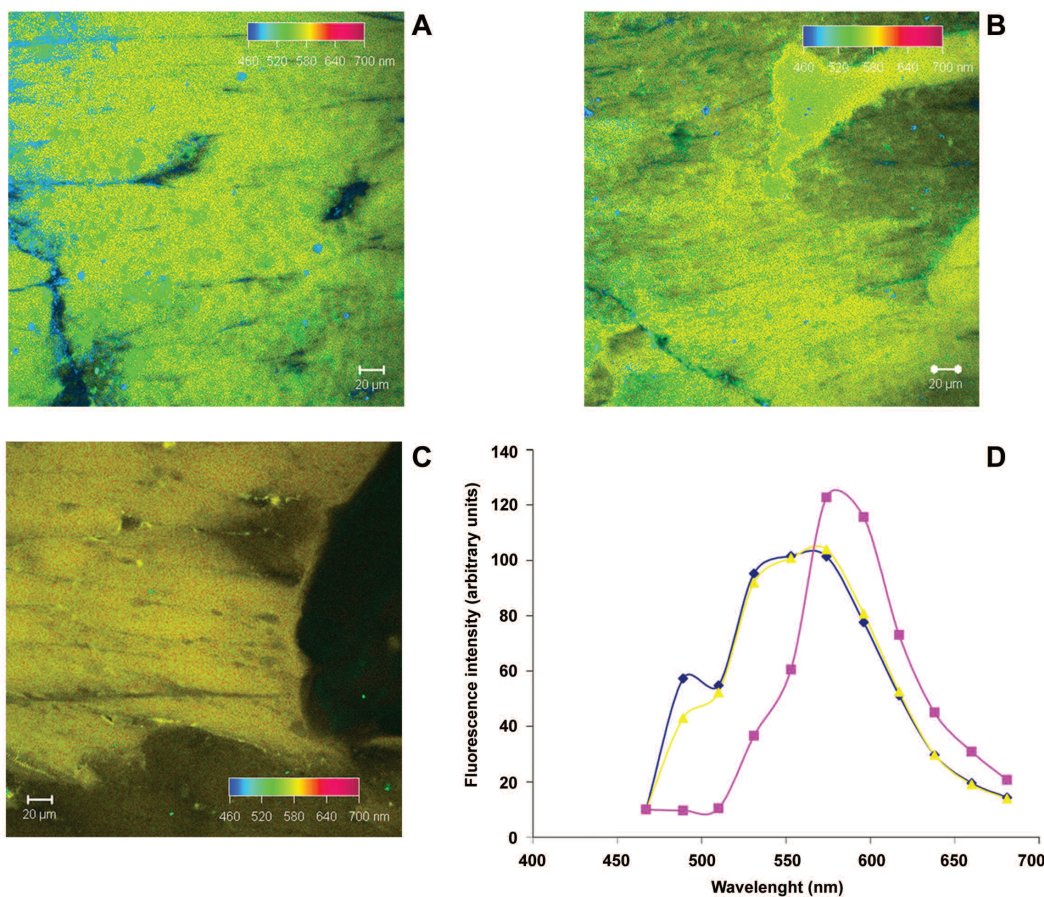 A
460 520 580 640 700 nm
20 µm
B
460 520 580 640 700 nm
20 µm
C
460 520 580 640 700 nm
20 µm
D
Fluorescence intensity (arbitrary units)
140
120
100
80
60
40
20
0
400 450 500 550 600 650 700
Wavelenght (nm)